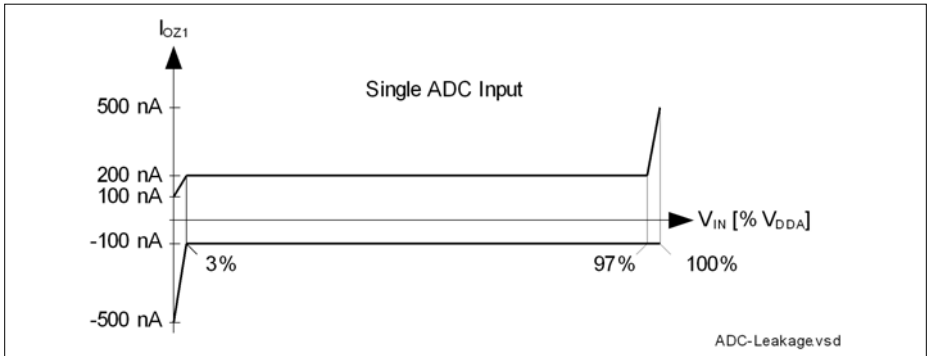 IOZ1
Single ADC Input
500 nA
200 nA
100 nA
VIN [% VDDA]
-100 nA
3%
97%
100%
-500 nA
ADC-Leakage.vsd